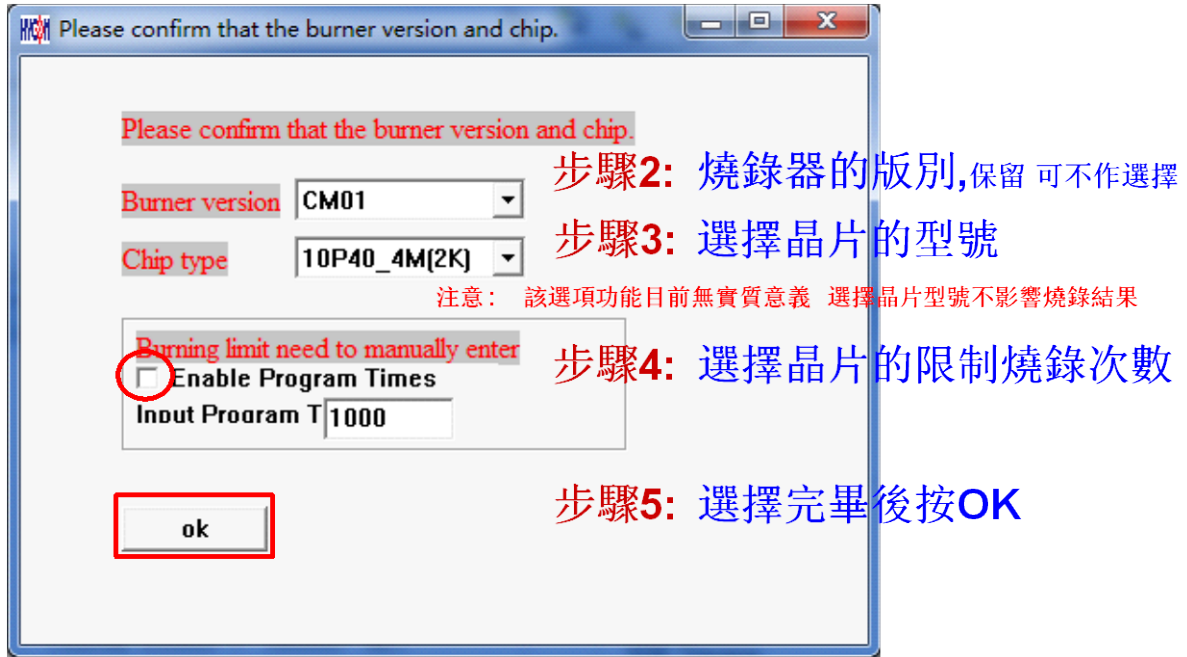 Please confirm that the burner version and chip.
Please confirm that the burner version and chip.
步驟2: 燒錄器的版別,保留 可不作選擇
Burner version CM01
步驟3: 選擇晶片的型號
Chip type 10P40_4M(2K)
注意: 該選項功能目前無實質意義 選擇晶片型號不影響燒錄結果
Burning limit need to manually enter
步驟4: 選擇晶片的限制燒錄次數
Enable Program Times
Input Program T 1000
步驟5: 選擇完畢後按OK
ok